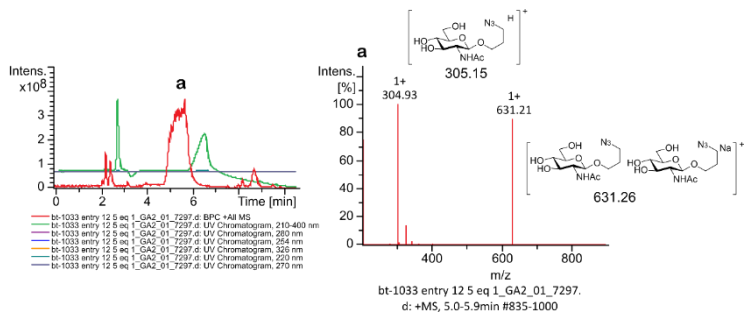 Intens.
x10⁸
a
3
2
1
0
0
2
4
6
Time [min]
bt-1033 entry 12 5 eq 1_GA2_01_7297.d: BPC +All MS
bt-1033 entry 12 5 eq 1_GA2_01_7297.d: UV Chromatogram, 210-400 nm
bt-1033 entry 12 5 eq 1_GA2_01_7297.d: UV Chromatogram, 280 nm
bt-1033 entry 12 5 eq 1_GA2_01_7297.d: UV Chromatogram, 254 nm
bt-1033 entry 12 5 eq 1_GA2_01_7297.d: UV Chromatogram, 326 nm
bt-1033 entry 12 5 eq 1_GA2_01_7297.d: UV Chromatogram, 220 nm
bt-1033 entry 12 5 eq 1_GA2_01_7297.d: UV Chromatogram, 270 nm
a
Intens.
[%]
100
80
60
40
20
0
400
600
800
m/z
1+
304.93
1+
631.21
OH
HO
HO
O
NHAc
O
N₃
H
+
305.15
OH
HO
HO
O
NHAc
O
N₃
OH
HO
HO
O
NHAc
O
N₃
Na
+
631.26
bt-1033 entry 12 5 eq 1_GA2_01_7297.
d: +MS, 5.0-5.9min #835-1000